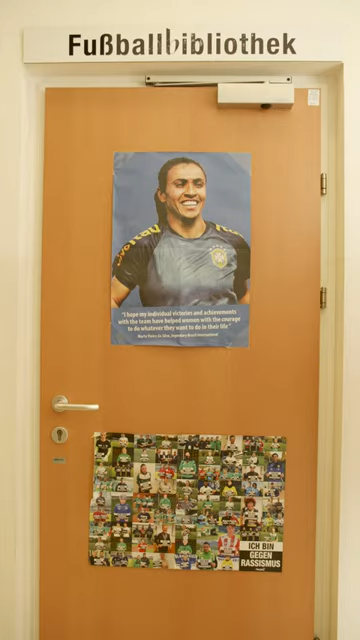 Fußballbibliothek
"I hope my individual victories and achievements
with the team have helped women with the courage
to do whatever they want to do in their life"
ICH BIN
GEGEN
RASSISMUS